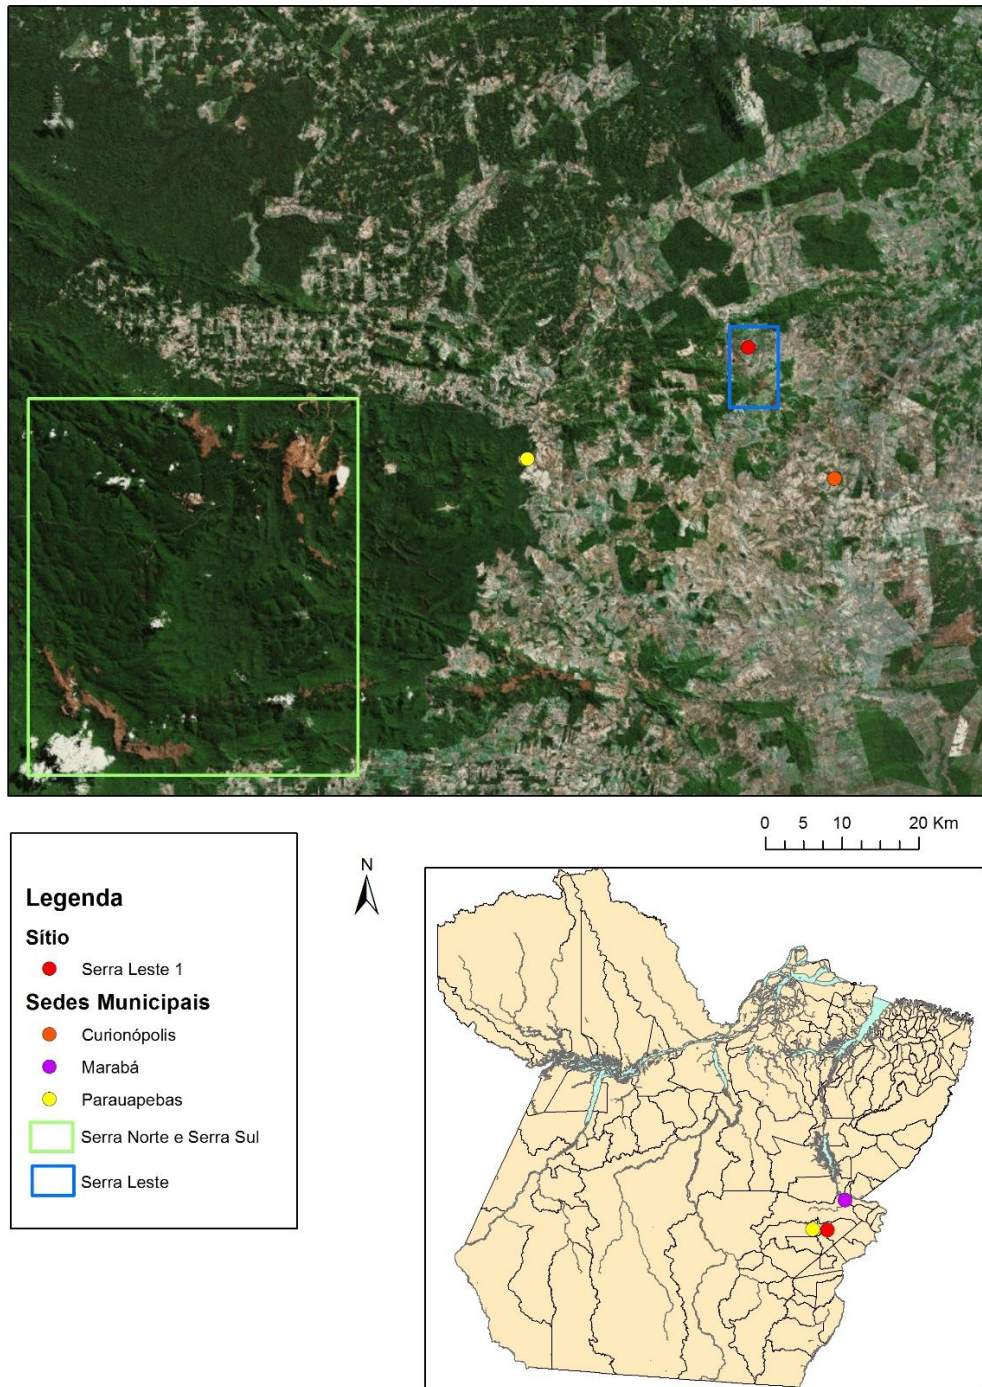 0 5 10 20 Km
N
Legenda
Sítio
Serra Leste 1
Sedes Municipais
Curionópolis
Marabá
Parauapebas
Serra Norte e Serra Sul
Serra Leste